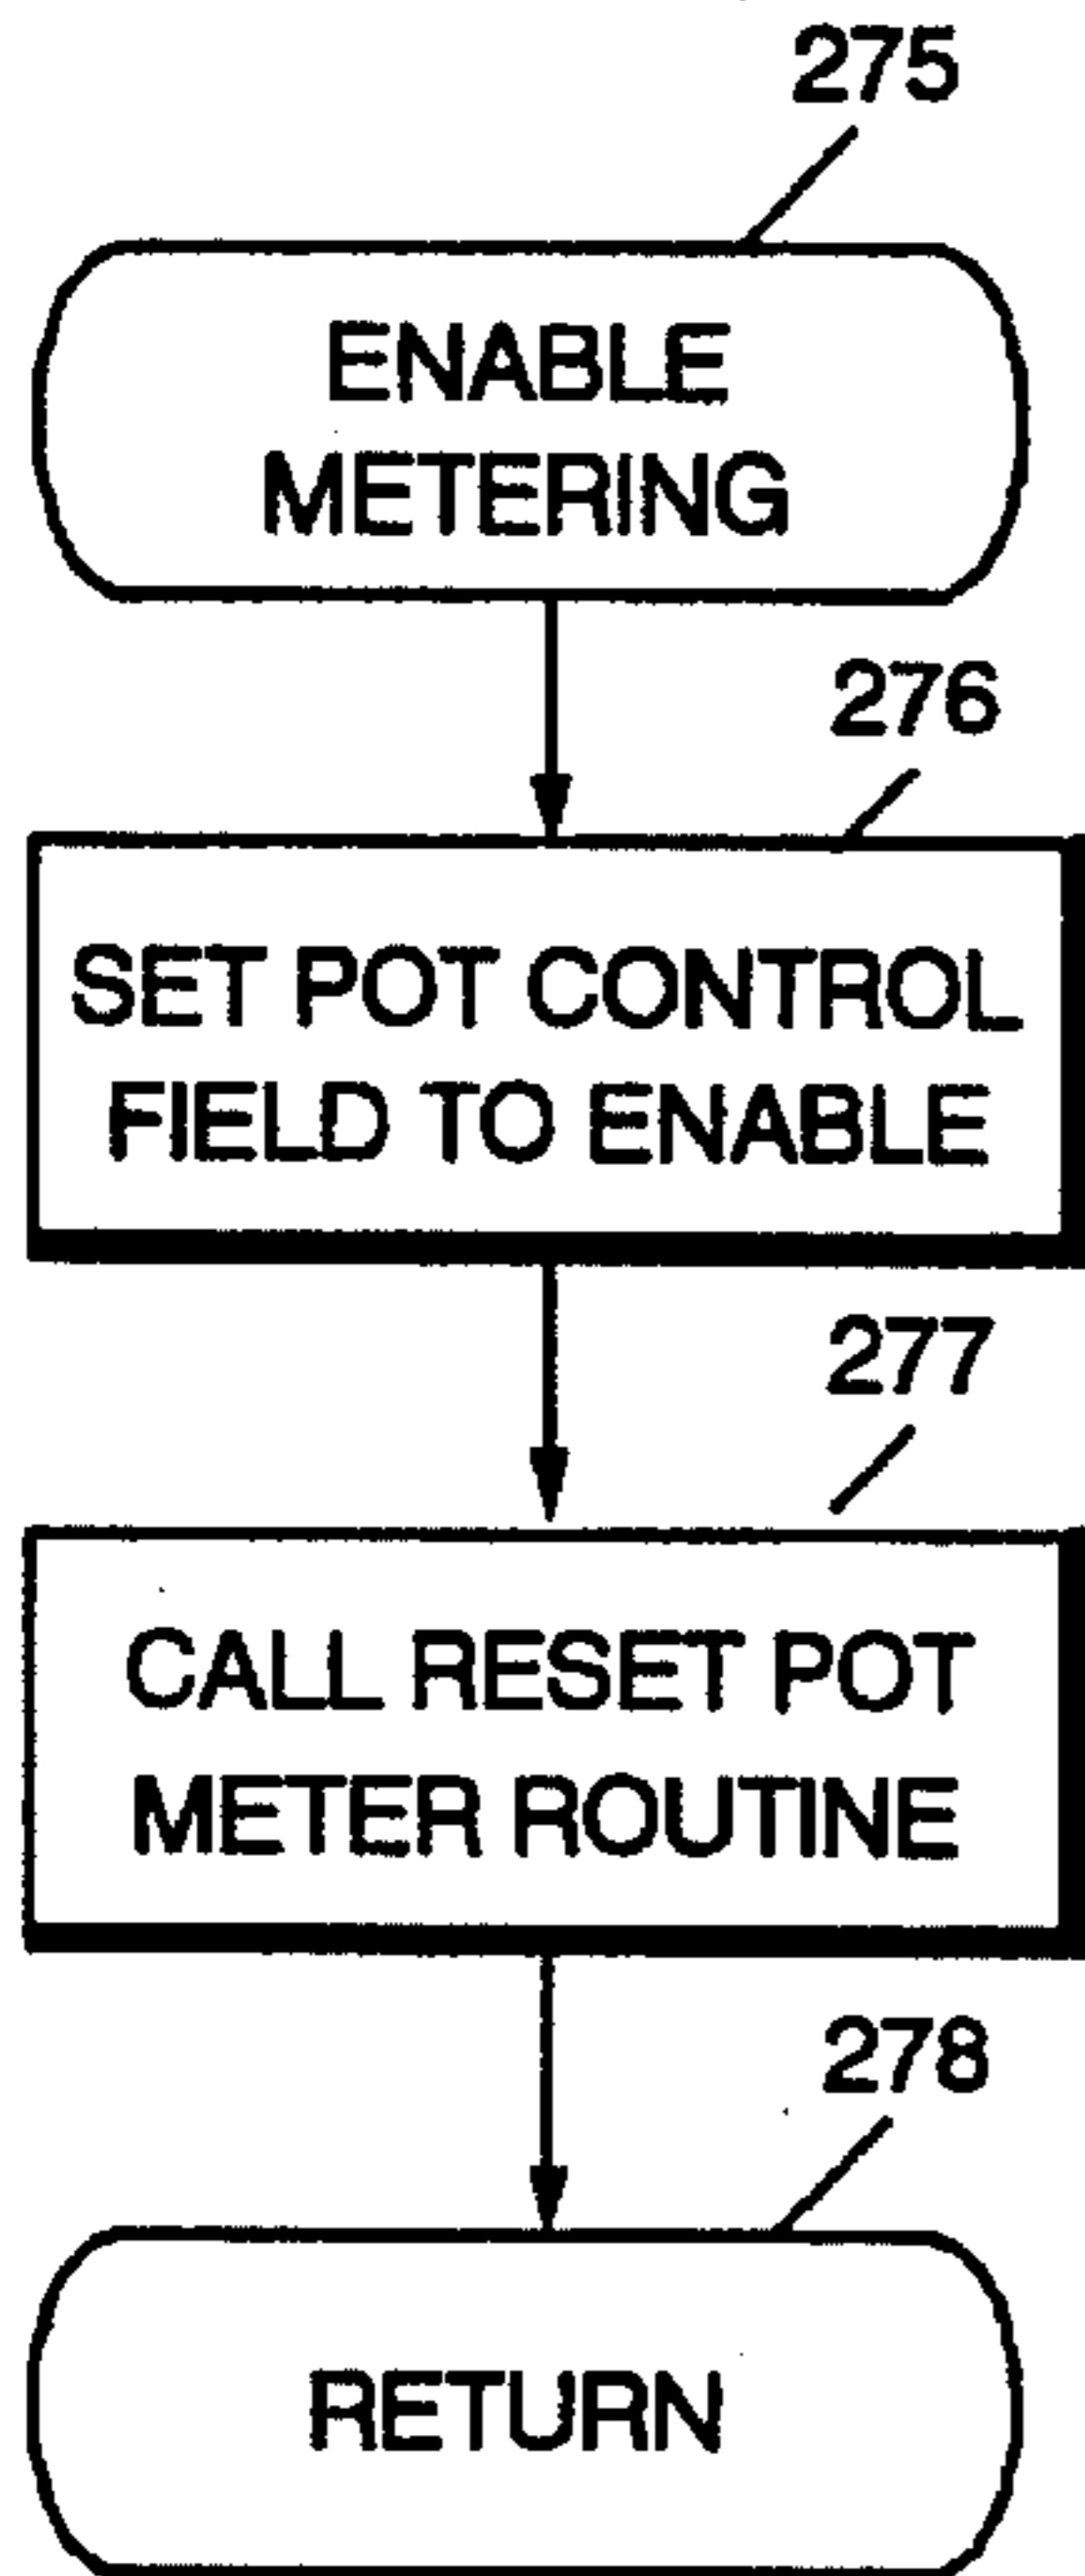 275
ENABLE
METERING
276
SET POT CONTROL
FIELD TO ENABLE
277
CALL RESET POT
METER ROUTINE
278
RETURN